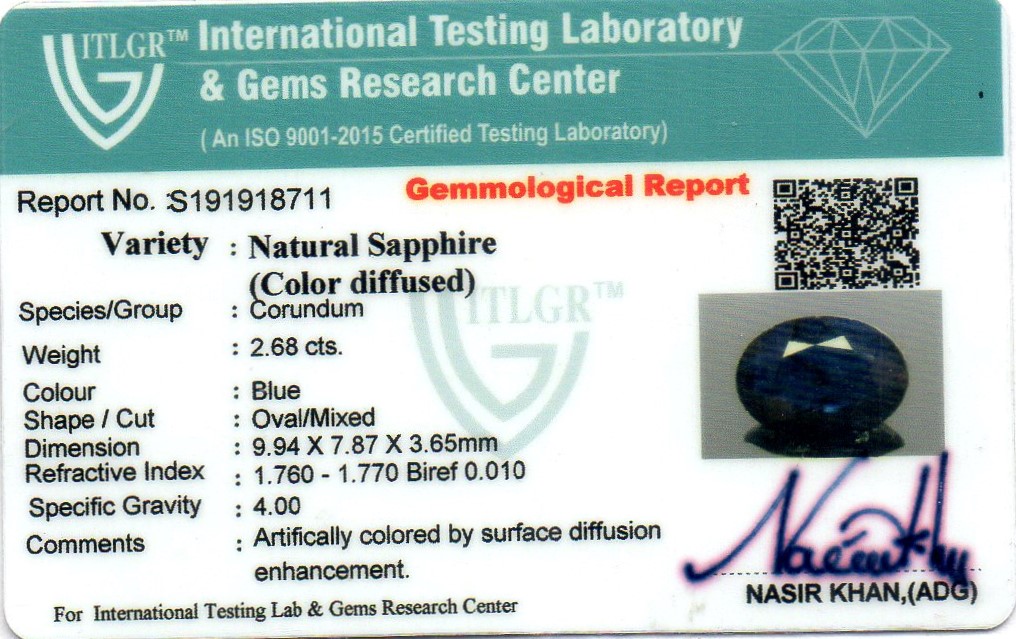 ITLGR™ International Testing Laboratory
& Gems Research Center
( An ISO 9001-2015 Certified Testing Laboratory)
Gemmological Report
Report No. :S191918711
Variety : Natural Sapphire
(Color diffused)
ITLGR™
Species/Group : Corundum
Weight : 2.68 cts.
Colour : Blue
Shape / Cut : Oval/Mixed
Dimension : 9.94 X 7.87 X 3.65mm
Refractive Index : 1.760 - 1.770 Biref 0.010
Specific Gravity : 4.00
Comments : Artifically colored by surface diffusion
enhancement.
NASIR KHAN,(ADG)
For International Testing Lab & Gems Research Center